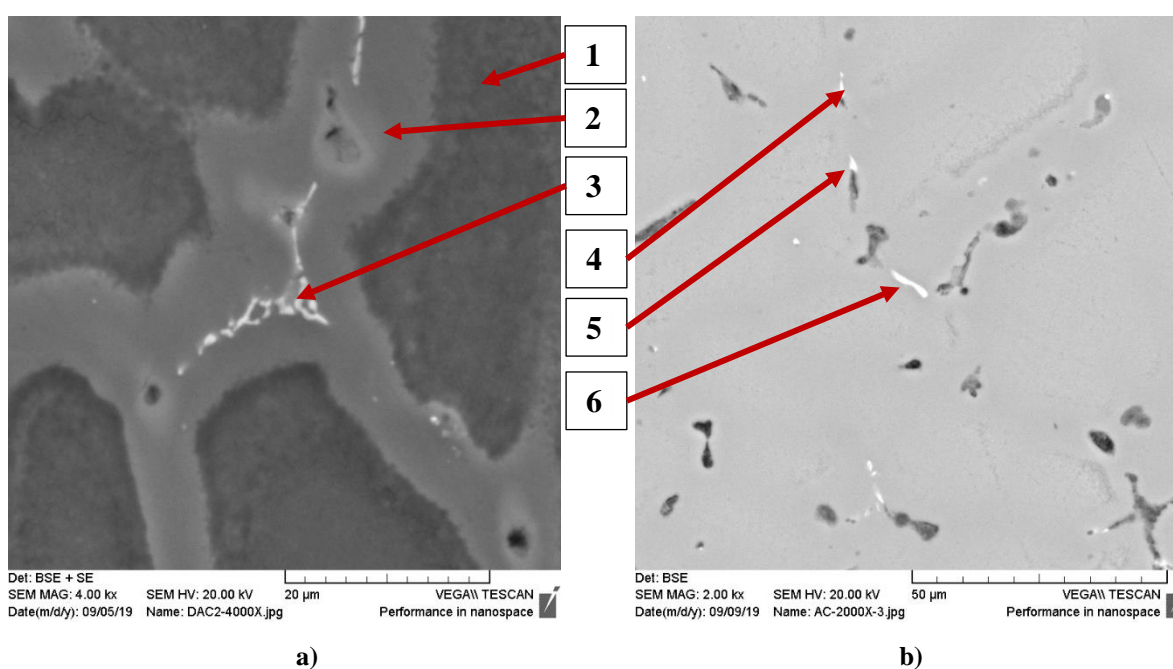 1
2
3
4
5
6
Det: BSE + SE
SEM MAG: 4.00 kx SEM HV: 20.00 kV 20 µm VEGA\\ TESCAN
Date(m/d/y): 09/05/19 Name: DAC2-4000X.jpg Performance in nanospace
Det: BSE
SEM MAG: 2.00 kx SEM HV: 20.00 kV 50 µm VEGA\\ TESCAN
Date(m/d/y): 09/09/19 Name: AC-2000X-3.jpg Performance in nanospace
a)
b)